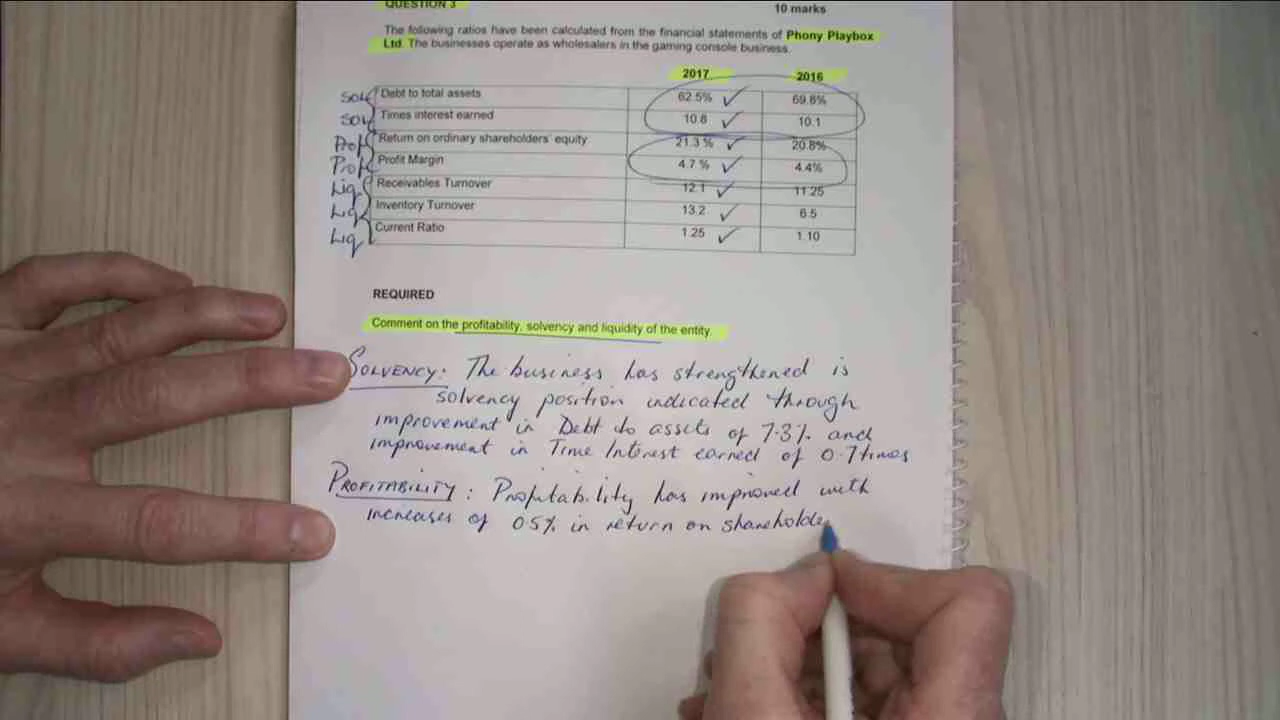 QUESTION 3
10 marks
The following ratios have been calculated from the financial statements of Phony Playbox
Ltd. The businesses operate as wholesalers in the gaming console business.
2017 2016
Solv Debt to total assets 62.5% ✓ 69.8%
Solv Times interest earned 10.8 ✓ 10.1
Prof Return on ordinary shareholders' equity 21.3 % ✓ 20.8%
Prof Profit Margin 4.7 % ✓ 4.4%
Liq Receivables Turnover 12.1 ✓ 11.25
Liq Inventory Turnover 13.2 ✓ 6.5
Liq Current Ratio 1.25 ✓ 1.10
REQUIRED
Comment on the profitability, solvency and liquidity of the entity.
SOLVENCY: The business has strengthened is
solvency position indicated through
improvement in Debt to assets of 7.3% and
improvement in Time Interest earned of 0.7 times
PROFITABILITY: Profitability has improved with
increases of 0.5% in return on shareholde